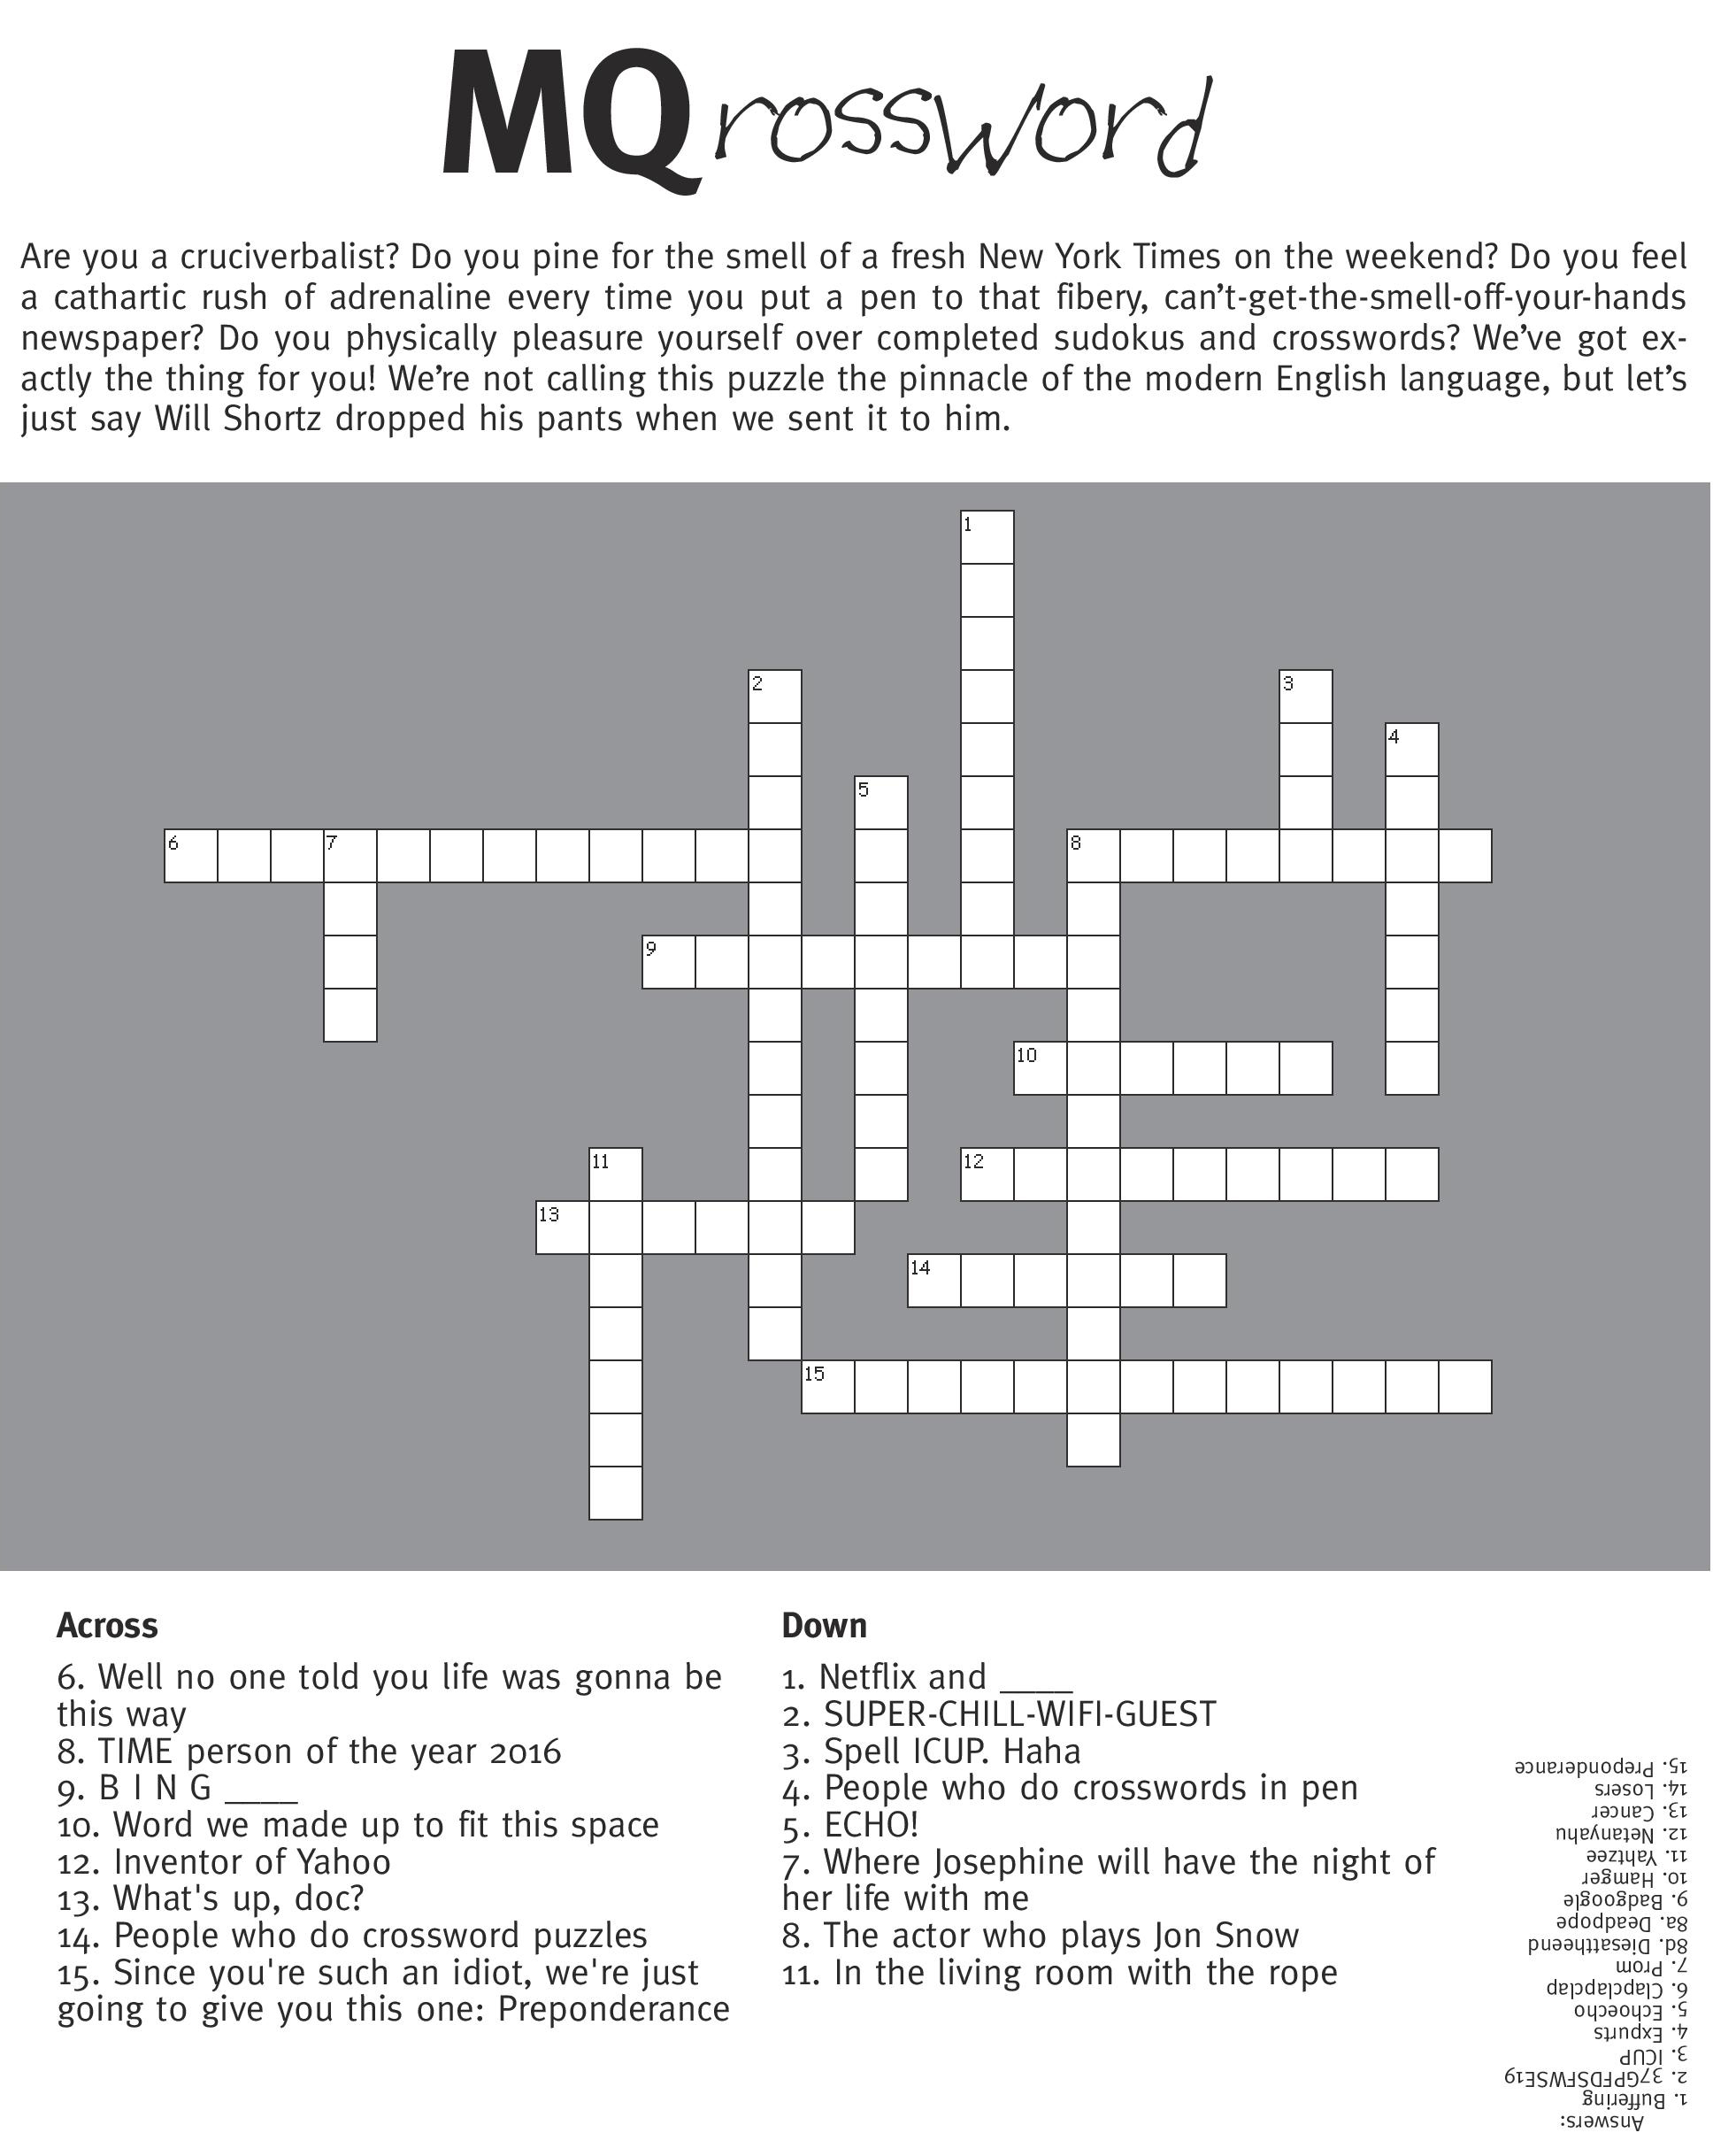 MQrossword
Are you a cruciverbalist? Do you pine for the smell of a fresh New York Times on the weekend? Do you feel
a cathartic rush of adrenaline every time you put a pen to that fibery, can’t-get-the-smell-off-your-hands
newspaper? Do you physically pleasure yourself over completed sudokus and crosswords? We’ve got ex-
actly the thing for you! We’re not calling this puzzle the pinnacle of the modern English language, but let’s
just say Will Shortz dropped his pants when we sent it to him.
1
2 3
4
5
6 7 8
9
10
11 12
13
14
15
Across
6. Well no one told you life was gonna be
this way
8. TIME person of the year 2016
9. B I N G ____
10. Word we made up to fit this space
12. Inventor of Yahoo
13. What's up, doc?
14. People who do crossword puzzles
15. Since you're such an idiot, we're just
going to give you this one: Preponderance
Down
1. Netflix and ____
2. SUPER-CHILL-WIFI-GUEST
3. Spell ICUP. Haha
4. People who do crosswords in pen
5. ECHO!
7. Where Josephine will have the night of
her life with me
8. The actor who plays Jon Snow
11. In the living room with the rope
Answers:
1. Buffering
2. 37GPFDSFWSE19
3. ICUP
4. Expurts
5. Echoecho
6. Clapclapclap
7. Prom
8d. Diesattheend
8a. Deadpope
9. Badgoogle
10. Hamger
11. Yahtzee
12. Netanyahu
13. Cancer
14. Losers
15. Preponderance